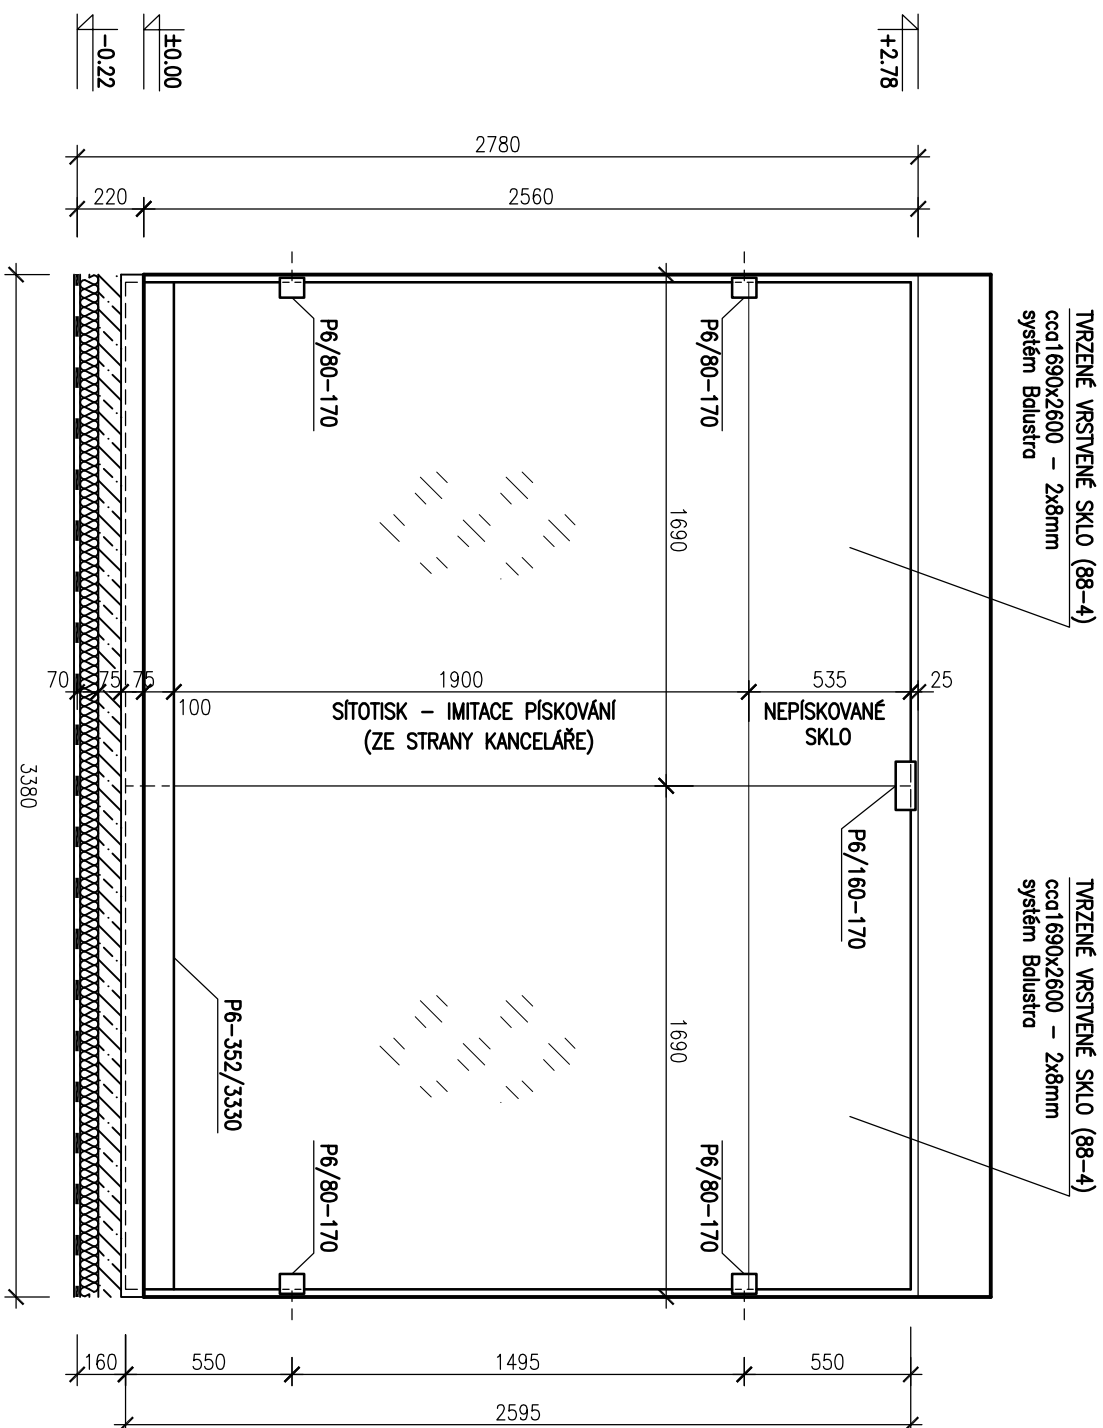 -0.22
±0.00
+2.78
2780
220
2560
TVRZENÉ VRSTVENÉ SKLO (88-4)
cca1690x2600 - 2x8mm
systém Balustra
TVRZENÉ VRSTVENÉ SKLO (88-4)
cca1690x2600 - 2x8mm
systém Balustra
P6/80-170
P6/80-170
1690
70
75
75
100
1900
535
25
SÍTOTISK - IMITACE PÍSKOVÁNÍ
(ZE STRANY KANCELÁŘE)
NEPÍSKOVANÉ
SKLO
3380
P6/160-170
P6-352/3330
1690
P6/80-170
P6/80-170
160
550
1495
550
2595